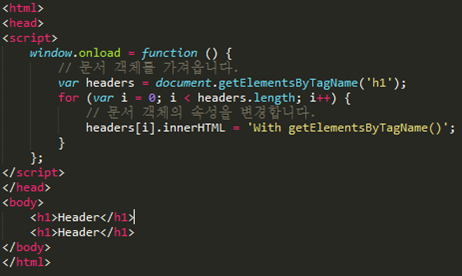 <html>
<head>
<script>
window.onload = function () {
// 문서 객체를 가져옵니다.
var headers = document.getElementsByTagName('h1');
for (var i = 0; i < headers.length; i++) {
// 문서 객체의 속성을 변경합니다.
headers[i].innerHTML = 'With getElementsByTagName()';
}
};
</script>
</head>
<body>
<h1>Header</h1>
<h1>Header</h1>
</body>
</html>